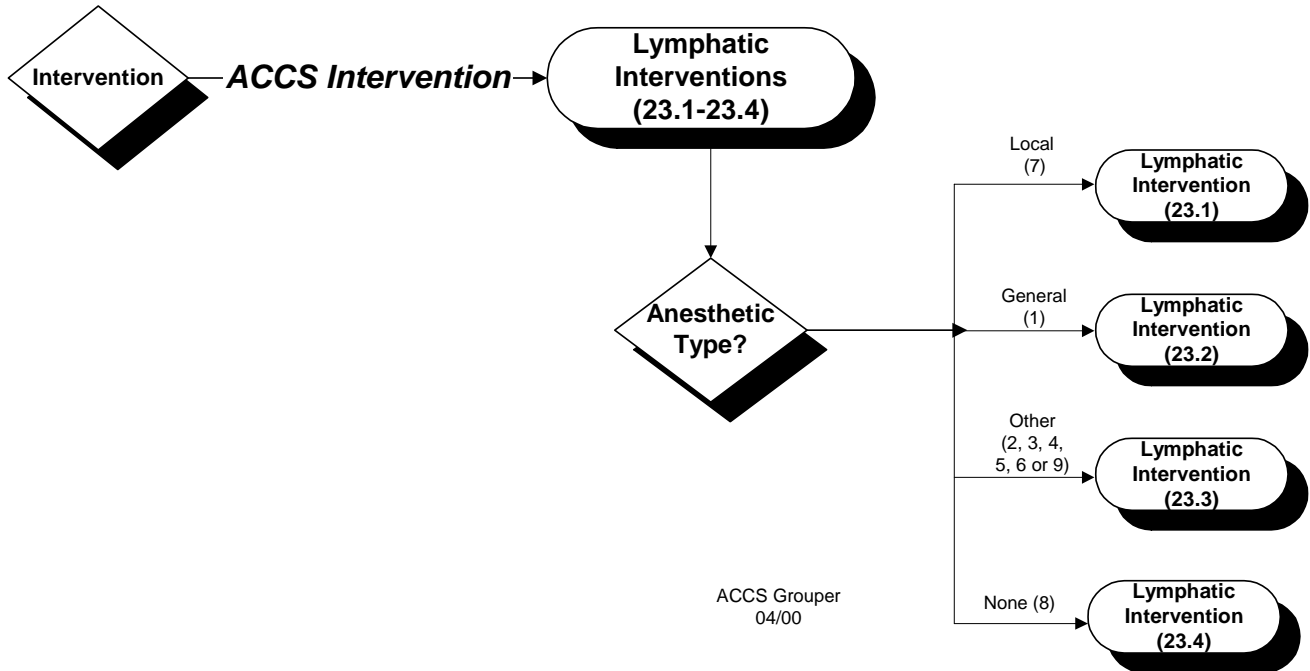 Intervention
ACCS Intervention
Lymphatic
Interventions
(23.1-23.4)
Anesthetic
Type?
Local
(7)
Lymphatic
Intervention
(23.1)
General
(1)
Lymphatic
Intervention
(23.2)
Other
(2, 3, 4,
5, 6 or 9)
Lymphatic
Intervention
(23.3)
None (8)
Lymphatic
Intervention
(23.4)
ACCS Grouper
04/00